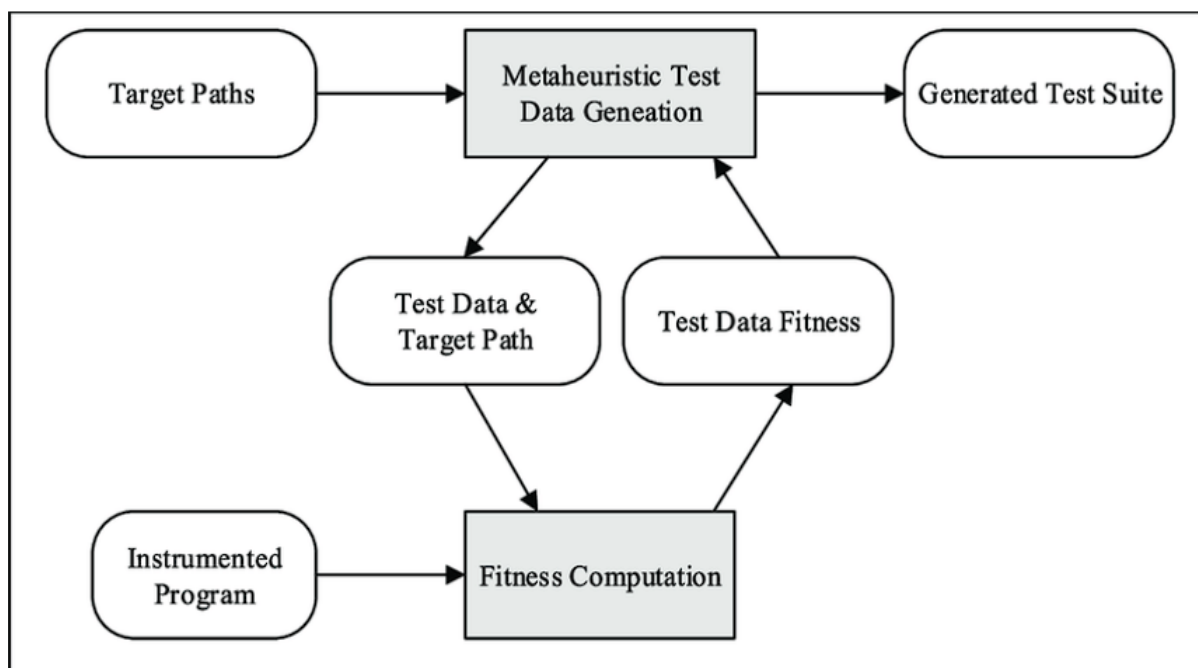 Target Paths
Metaheuristic Test
Data Geneation
Generated Test Suite
Test Data &
Target Path
Test Data Fitness
Instrumented
Program
Fitness Computation